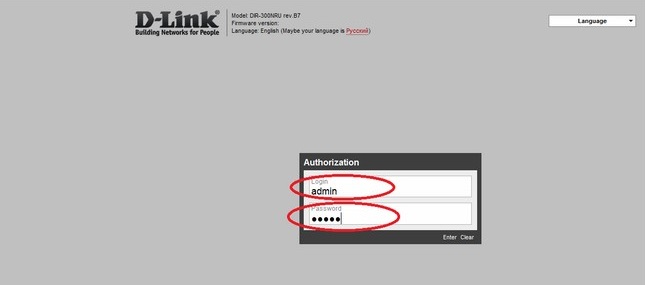 D-Link®
Building Networks for People
Model: DIR-300NRU rev.B7
Firmware version:
Language: English (Maybe your language is Русский)
Language
Authorization
Login
admin
Password
●●●●●
Enter Clear